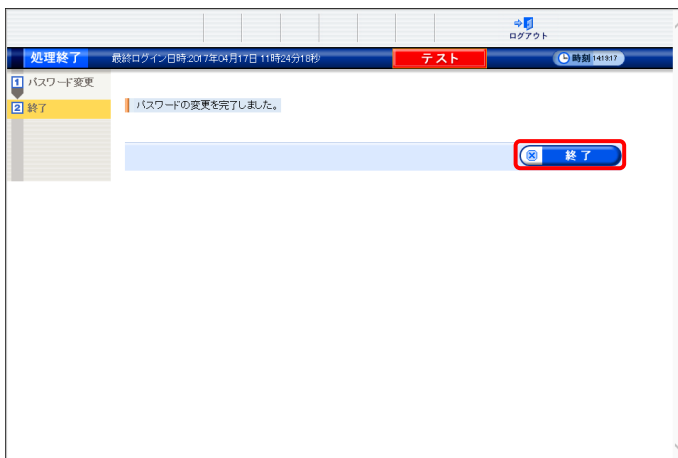 ログアウト
処理終了 最終ログイン日時:2017年04月17日 11時24分18秒 テスト 時刻 14:19:17
1 パスワード変更
2 終了
パスワードの変更を完了しました。
終了